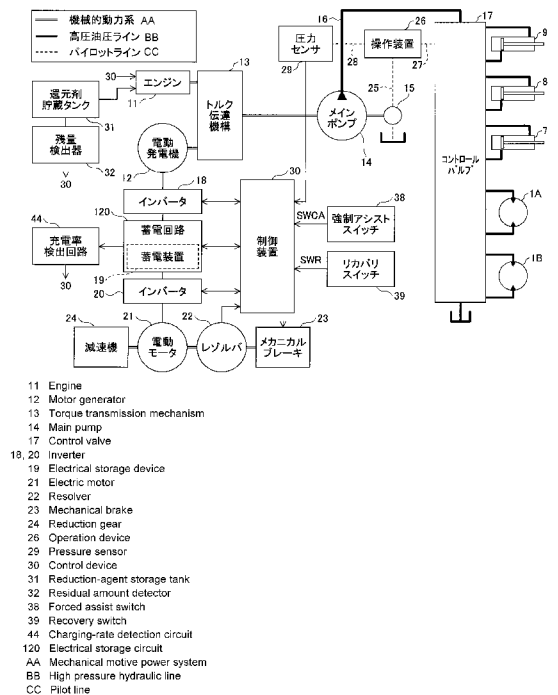 機械的動力系 AA
高圧油圧ライン BB
パイロットライン CC
16
26
17
13
圧力
センサ
操作装置
9
28
27
29
30
エンジン
還元剤
貯蔵タンク
11
トルク
伝達
機構
25
15
8
メイン
ポンプ
31
残量
検出器
電動
発電機
7
14
32
12
コントロール
バルブ
30
18
30
インバータ
38
1A
44
120
蓄電回路
SWCA
強制アシスト
スイッチ
充電率
検出回路
蓄電装置
制御
装置
SWR
リカバリ
スイッチ
1B
19
30
20
インバータ
39
24
21
22
23
減速機
電動
モータ
レゾルバ
メカニカル
ブレーキ
11 Engine
12 Motor generator
13 Torque transmission mechanism
14 Main pump
17 Control valve
18, 20 Inverter
19 Electrical storage device
21 Electric motor
22 Resolver
23 Mechanical brake
24 Reduction gear
26 Operation device
29 Pressure sensor
30 Control device
31 Reduction-agent storage tank
32 Residual amount detector
38 Forced assist switch
39 Recovery switch
44 Charging-rate detection circuit
120 Electrical storage circuit
AA Mechanical motive power system
BB High pressure hydraulic line
CC Pilot line